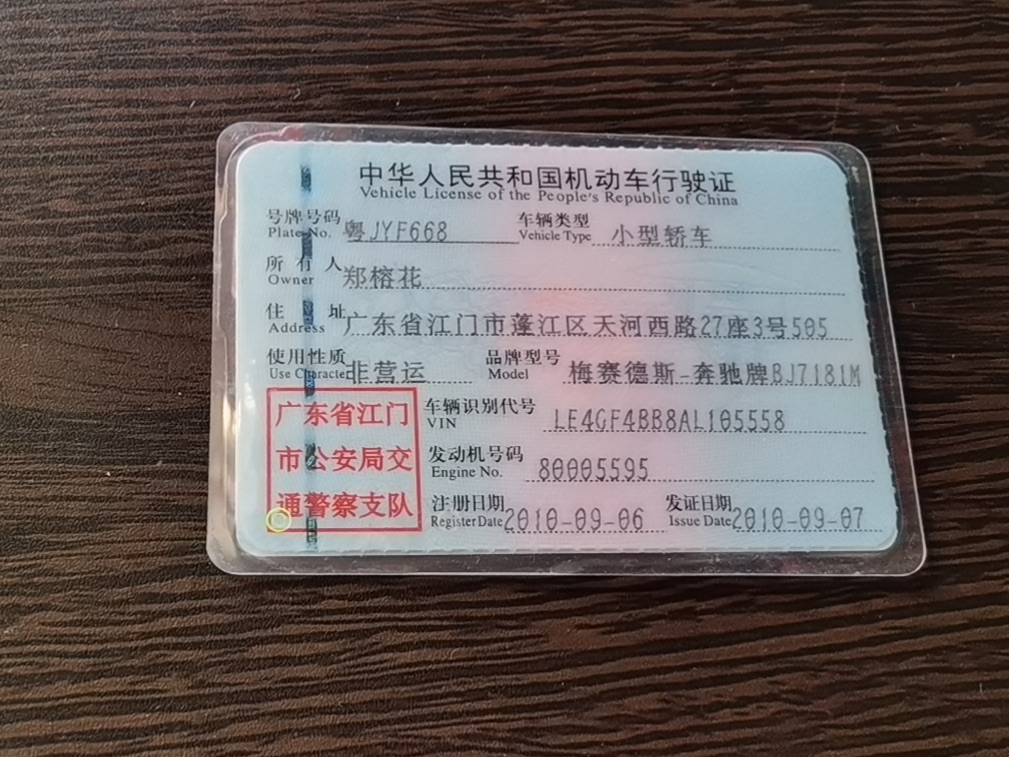 中华人民共和国机动车行驶证
Vehicle License of the People's Republic of China
号牌号码 粤JYF668 车辆类型 小型轿车
Plate No. Vehicle Type
所有人 郑榕花
Owner
住址 广东省江门市蓬江区天河西路27座3号505
Address
使用性质 非营运 品牌型号 梅赛德斯-奔驰牌BJ7181M
Use Characte Model
广东省江门
市公安局交
通警察支队
车辆识别代号 LE4GF4BB8AL105558
VIN
发动机号码 80005595
Engine No.
注册日期 2010-09-06 发证日期 2010-09-07
Register Date Issue Date